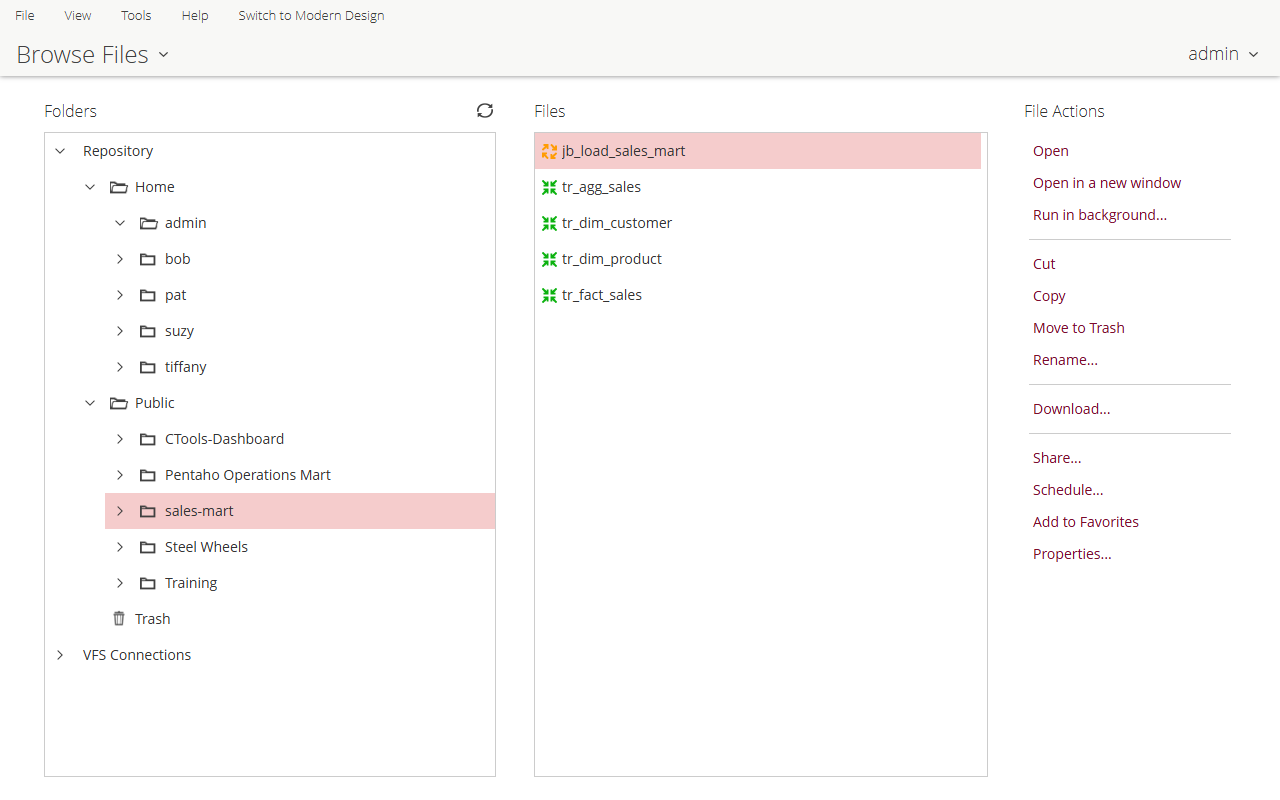 File View Tools Help Switch to Modern Design
Browse Files
admin
Folders
Repository
Home
admin
bob
pat
suzy
tiffany
Public
CTools-Dashboard
Pentaho Operations Mart
sales-mart
Steel Wheels
Training
Trash
VFS Connections
Files
jb_load_sales_mart
tr_agg_sales
tr_dim_customer
tr_dim_product
tr_fact_sales
File Actions
Open
Open in a new window
Run in background...
Cut
Copy
Move to Trash
Rename...
Download...
Share...
Schedule...
Add to Favorites
Properties...